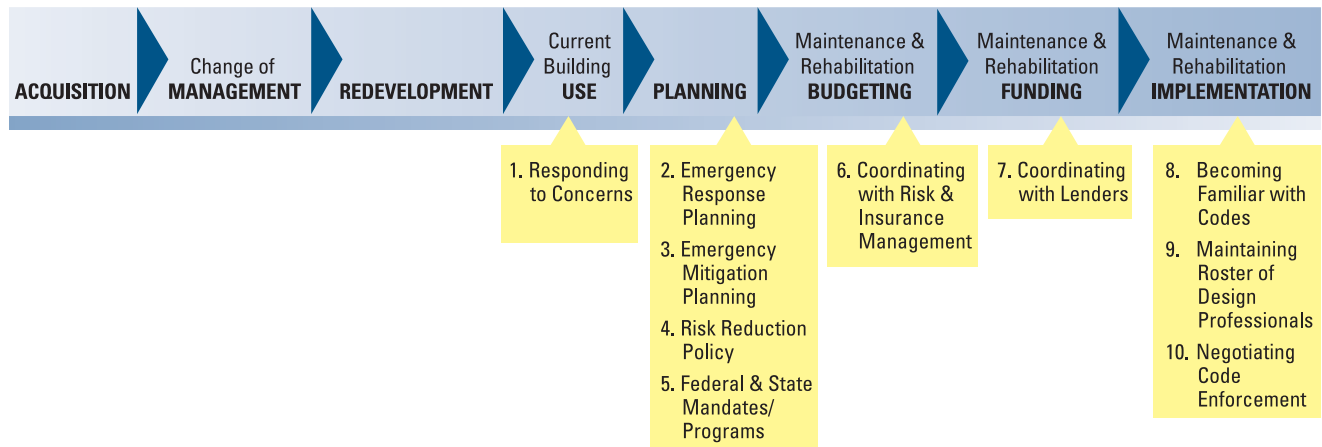 ACQUISITION
Change of
MANAGEMENT
REDEVELOPMENT
Current
Building
USE
PLANNING
Maintenance &
Rehabilitation
BUDGETING
Maintenance &
Rehabilitation
FUNDING
Maintenance &
Rehabilitation
IMPLEMENTATION
1. Responding
to Concerns
2. Emergency
Response
Planning
3. Emergency
Mitigation
Planning
4. Risk Reduction
Policy
5. Federal & State
Mandates/
Programs
6. Coordinating
with Risk &
Insurance
Management
7. Coordinating
with Lenders
8. Becoming
Familiar with
Codes
9. Maintaining
Roster of
Design
Professionals
10. Negotiating
Code
Enforcement